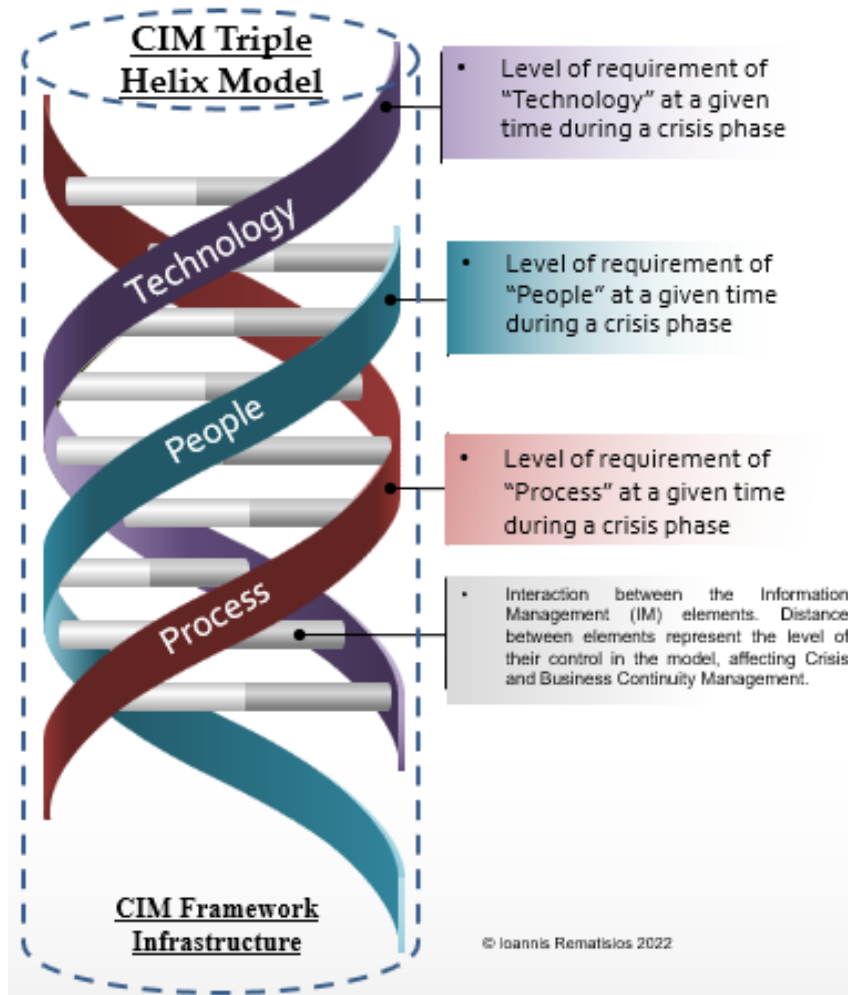 CIM Triple
Helix Model
• Level of requirement of
“Technology” at a given
time during a crisis phase
Technology
• Level of requirement of
“People” at a given time
during a crisis phase
People
• Level of requirement of
“Process” at a given time
during a crisis phase
Process
• Interaction between the Information
Management (IM) elements. Distance
between elements represent the level of
their control in the model, affecting Crisis
and Business Continuity Management.
CIM Framework
Infrastructure
© Ioannis Rematisios 2022